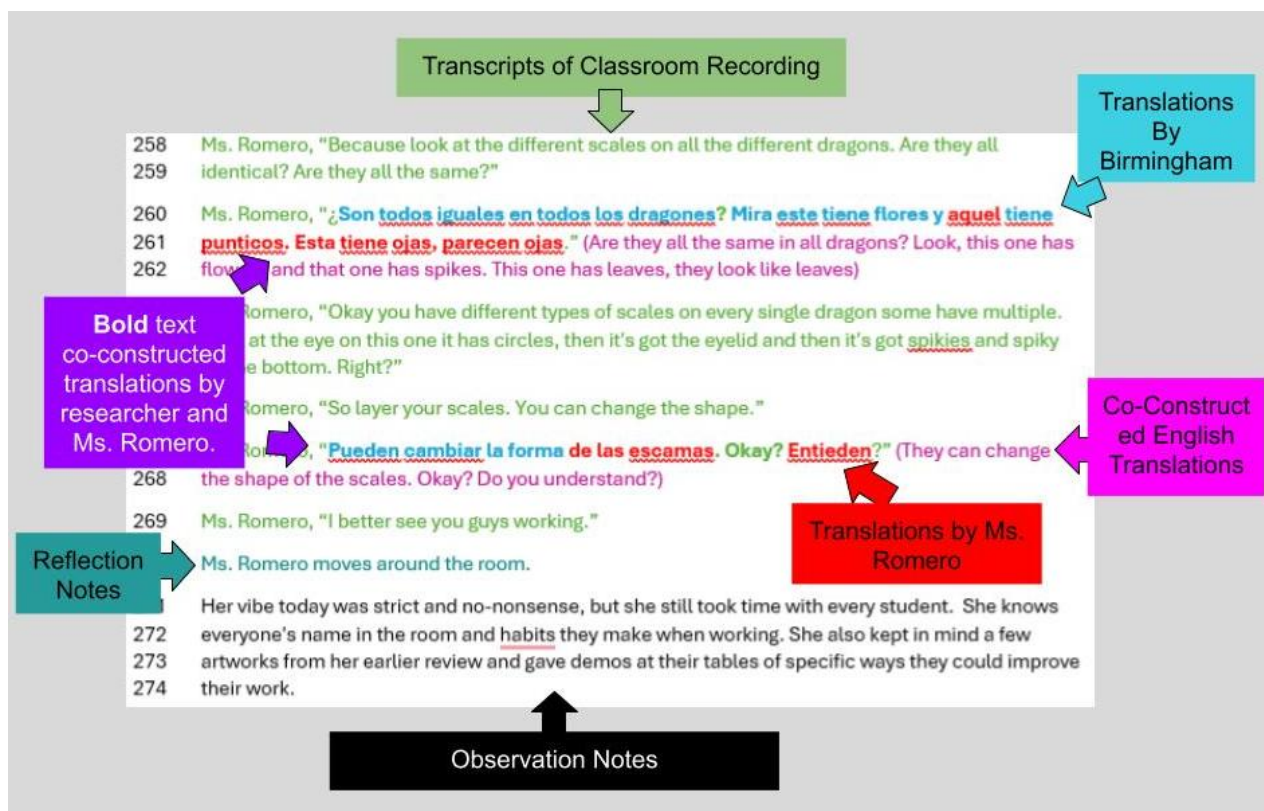 Transcripts of Classroom Recording
Translations
By
Birmingham
258 Ms. Romero, “Because look at the different scales on all the different dragons. Are they all
259 identical? Are they all the same?”
260 Ms. Romero, “¿Son todos iguales en todos los dragones? Mira este tiene flores y aquel tiene
261 punticos. Esta tiene ojas, parecen ojas.” (Are they all the same in all dragons? Look, this one has
262 and that one has spikes. This one has leaves, they look like leaves)
Bold text
co-constructed
translations by
researcher and
Ms. Romero.
Romero, “Okay you have different types of scales on every single dragon some have multiple.
at the eye on this one it has circles, then it’s got the eyelid and then it’s got spikies and spiky
bottom. Right?”
Romero, “So layer your scales. You can change the shape.”
“Pueden cambiar la forma de las escamas. Okay? Entieden?” (They can change
268 the shape of the scales. Okay? Do you understand?)
Co-Construct
ed English
Translations
269 Ms. Romero, “I better see you guys working.”
Translations by Ms.
Romero
Reflection
Notes
Ms. Romero moves around the room.
Her vibe today was strict and no-nonsense, but she still took time with every student. She knows
272 everyone’s name in the room and habits they make when working. She also kept in mind a few
273 artworks from her earlier review and gave demos at their tables of specific ways they could improve
274 their work.
Observation Notes